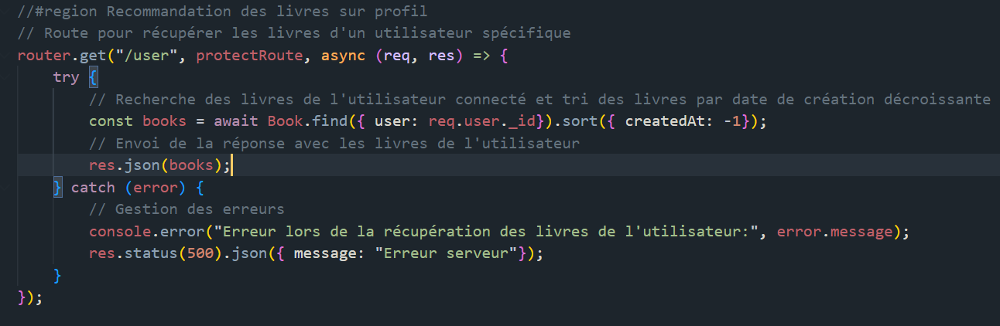 //#region Recommandation des livres sur profil
// Route pour récupérer les livres d'un utilisateur spécifique
router.get("/user", protectRoute, async (req, res) => {
    try {
        // Recherche des livres de l'utilisateur connecté et tri des livres par date de création décroissante
        const books = await Book.find({ user: req.user._id}).sort({ createdAt: -1});
        // Envoi de la réponse avec les livres de l'utilisateur
        res.json(books);
    } catch (error) {
        // Gestion des erreurs
        console.error("Erreur lors de la récupération des livres de l'utilisateur:", error.message);
        res.status(500).json({ message: "Erreur serveur"});
    }
});